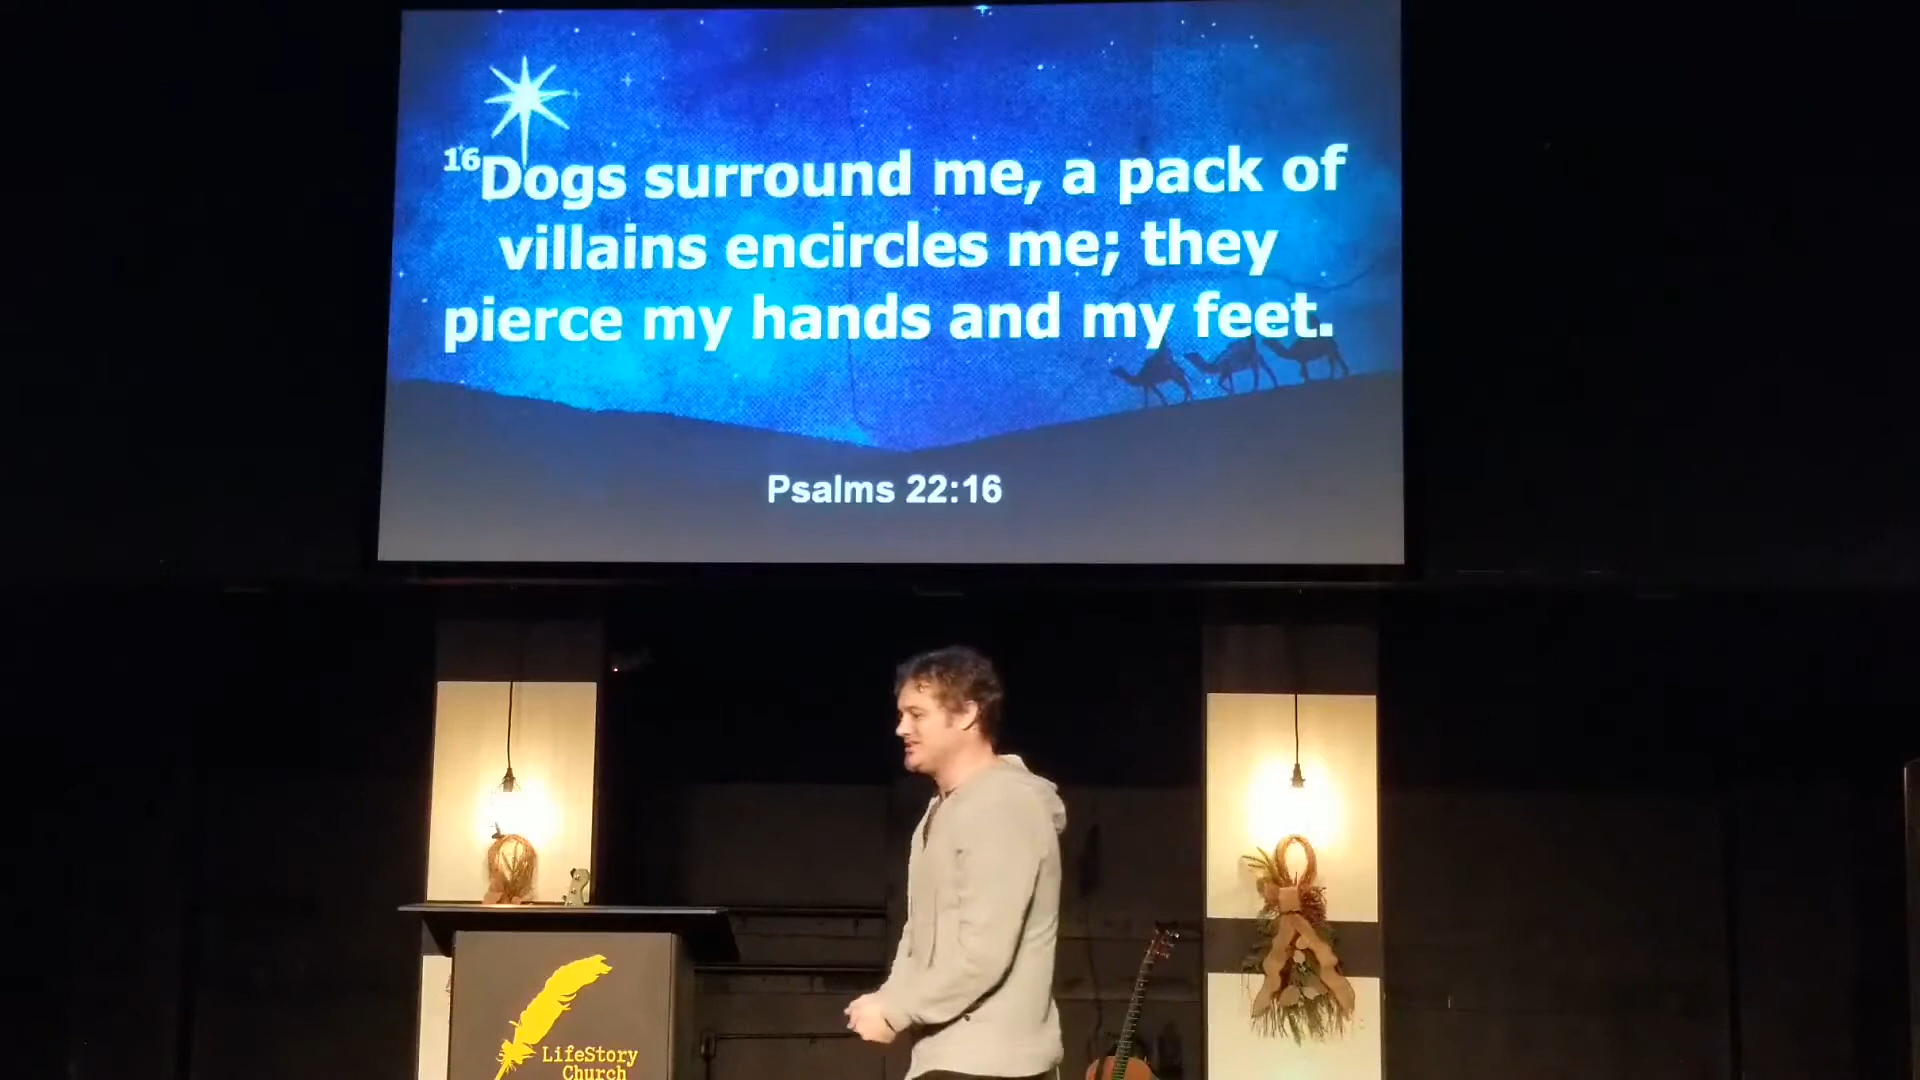 16Dogs surround me, a pack of
villains encircles me; they
pierce my hands and my feet.
Psalms 22:16
LifeStory
Church